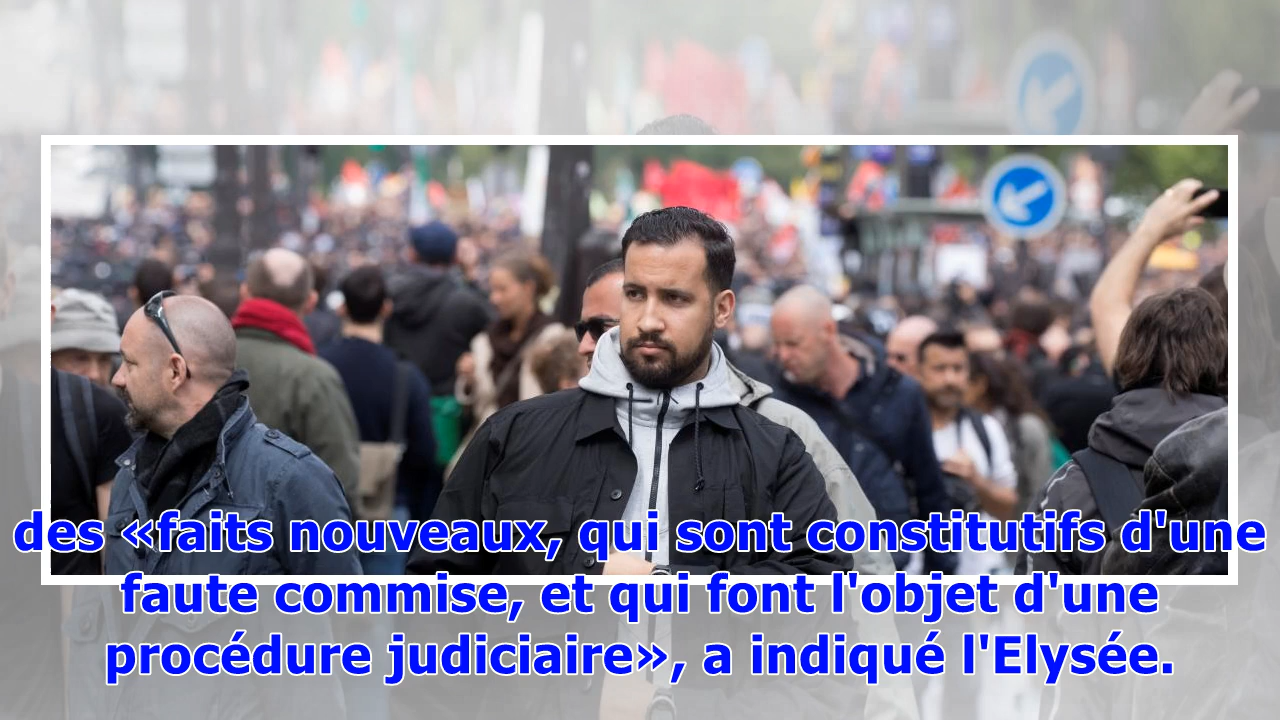 des «faits nouveaux, qui sont constitutifs d'une
faute commise, et qui font l'objet d'une
procédure judiciaire», a indiqué l'Elysée.